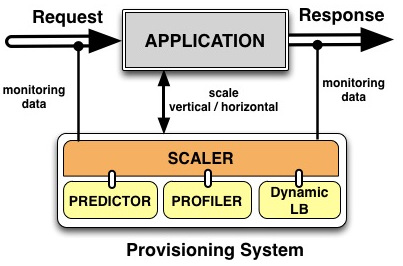 Request
Response
APPLICATION
monitoring
data
scale
vertical / horizontal
monitoring
data
SCALER
PREDICTOR
PROFILER
Dynamic
LB
Provisioning System